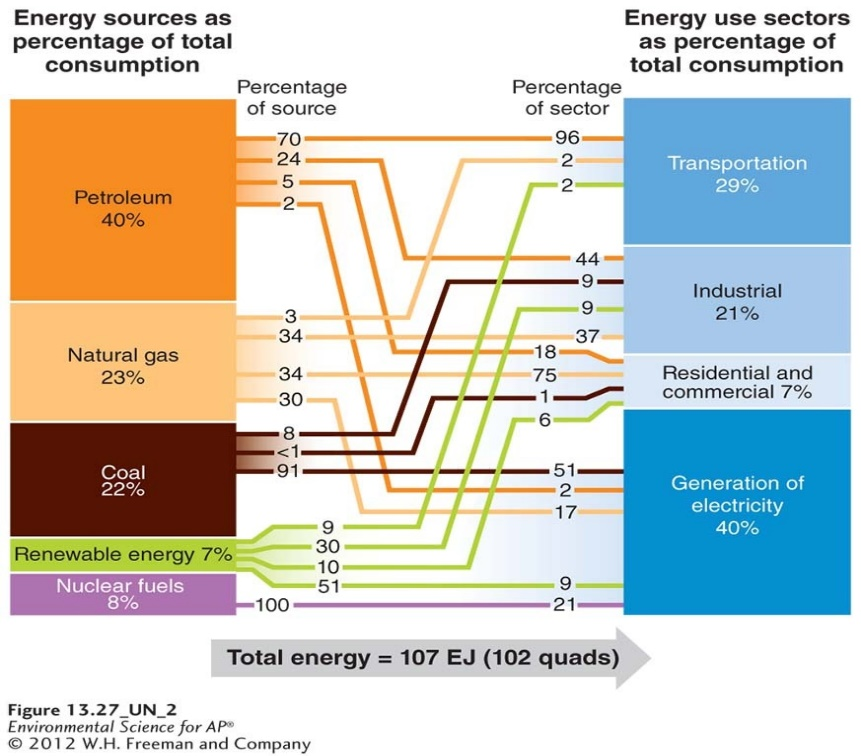 Energy sources as
percentage of total
consumption
Energy use sectors
as percentage of
total consumption
Percentage
of source
Percentage
of sector
Petroleum
40%
Natural gas
23%
Coal
22%
Renewable energy 7%
Nuclear fuels
8%
70
24
5
2
3
34
34
30
8
<1
91
9
30
10
51
100
96
2
2
44
9
9
37
18
75
1
6
51
2
17
9
21
Transportation
29%
Industrial
21%
Residential and
commercial 7%
Generation of
electricity
40%
Total energy = 107 EJ (102 quads)
Figure 13.27_UN_2
Environmental Science for AP®
© 2012 W.H. Freeman and Company